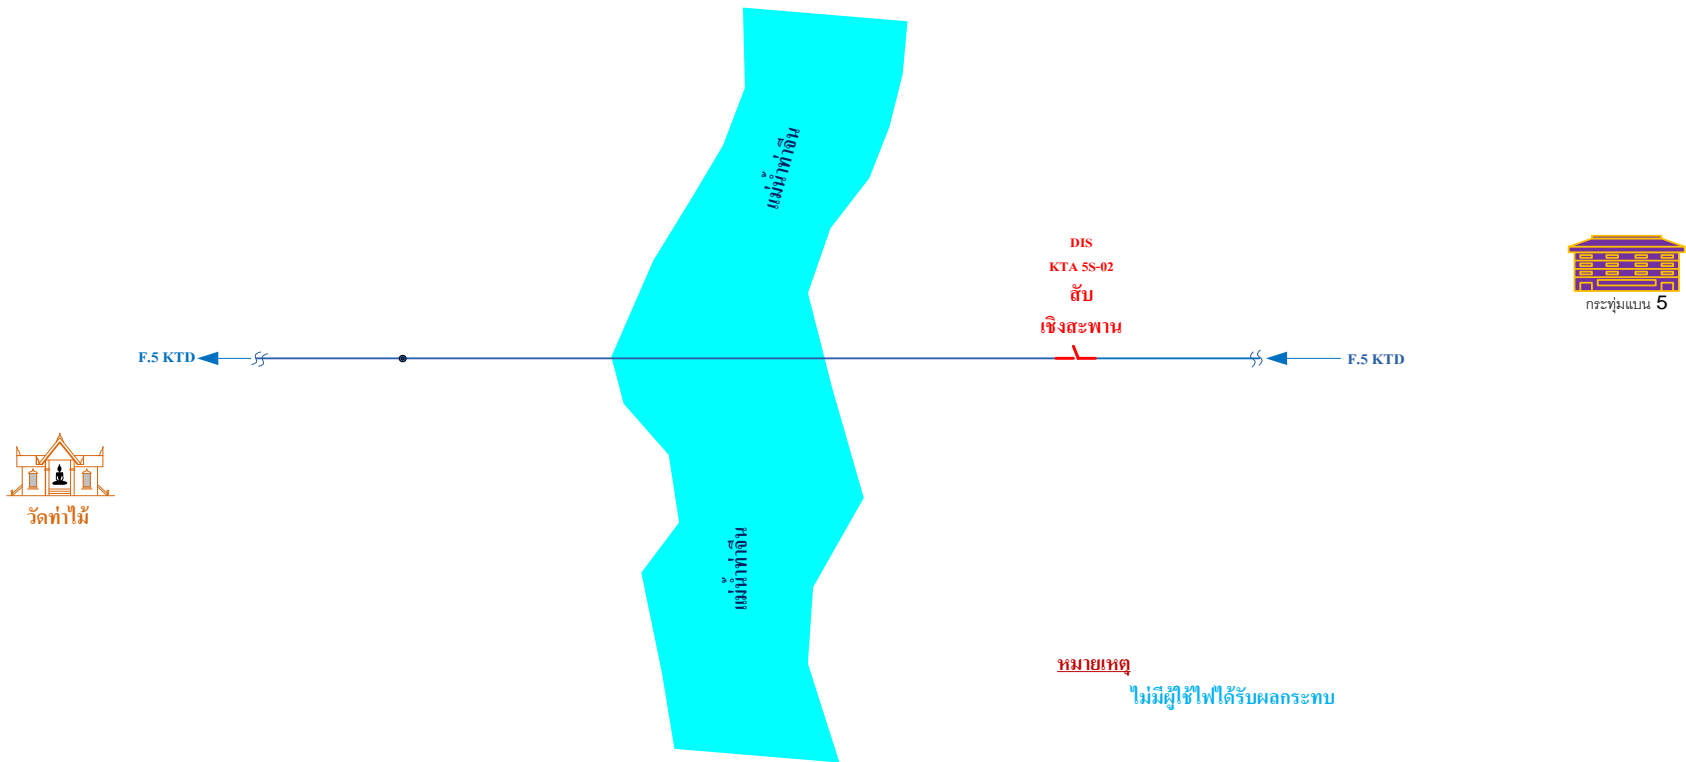 แม่น้ำท่าจีน
DIS
KTA 5S-02
สับ
เชิงสะพาน
กระทุ่มแบน 5
F.5 KTD
F.5 KTD
วัดท่าไม้
แม่น้ำท่าจีน
หมายเหตุ
ไม่มีผู้ใช้ไฟได้รับผลกระทบ